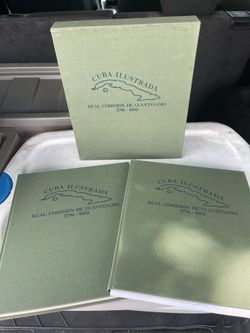 CUBA ILUSTRADA
REAL COMISION DE GUANTANAMO
1796 - 1802
CUBA ILUSTRADA
REAL COMISION DE GUANTANAMO
1796 - 1802
CUBA ILUSTRADA
REAL COMISION DE GUANTANAMO
1796 - 1802